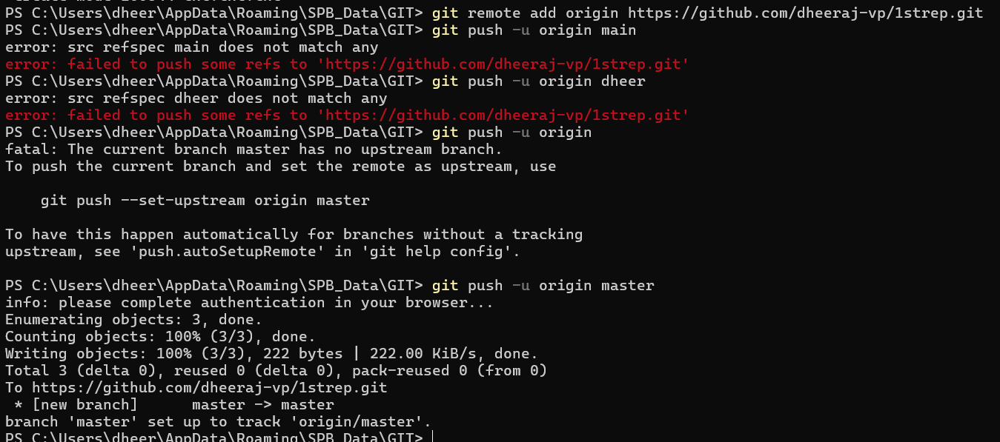 PS C:\Users\dheer\AppData\Roaming\SPB_Data\GIT> git remote add origin https://github.com/dheeraj-vp/1strep.git
PS C:\Users\dheer\AppData\Roaming\SPB_Data\GIT> git push -u origin main
error: src refspec main does not match any
error: failed to push some refs to 'https://github.com/dheeraj-vp/1strep.git'
PS C:\Users\dheer\AppData\Roaming\SPB_Data\GIT> git push -u origin dheer
error: src refspec dheer does not match any
error: failed to push some refs to 'https://github.com/dheeraj-vp/1strep.git'
PS C:\Users\dheer\AppData\Roaming\SPB_Data\GIT> git push -u origin
fatal: The current branch master has no upstream branch.
To push the current branch and set the remote as upstream, use
    git push --set-upstream origin master
To have this happen automatically for branches without a tracking
upstream, see 'push.autoSetupRemote' in 'git help config'.
PS C:\Users\dheer\AppData\Roaming\SPB_Data\GIT> git push -u origin master
info: please complete authentication in your browser...
Enumerating objects: 3, done.
Counting objects: 100% (3/3), done.
Writing objects: 100% (3/3), 222 bytes | 222.00 KiB/s, done.
Total 3 (delta 0), reused 0 (delta 0), pack-reused 0 (from 0)
To https://github.com/dheeraj-vp/1strep.git
 * [new branch]      master -> master
branch 'master' set up to track 'origin/master'.
PS C:\Users\dheer\AppData\Roaming\SPB_Data\GIT>